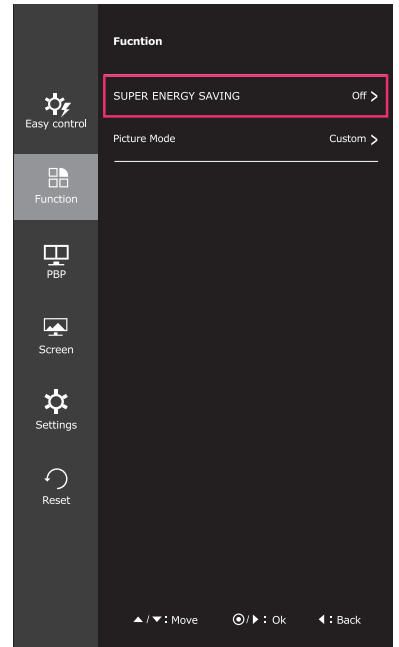 Fucntion
SUPER ENERGY SAVING Off >
Picture Mode Custom >
Easy control
Function
PBP
Screen
Settings
Reset
▲/▼: Move ◉/▶: Ok ◀: Back